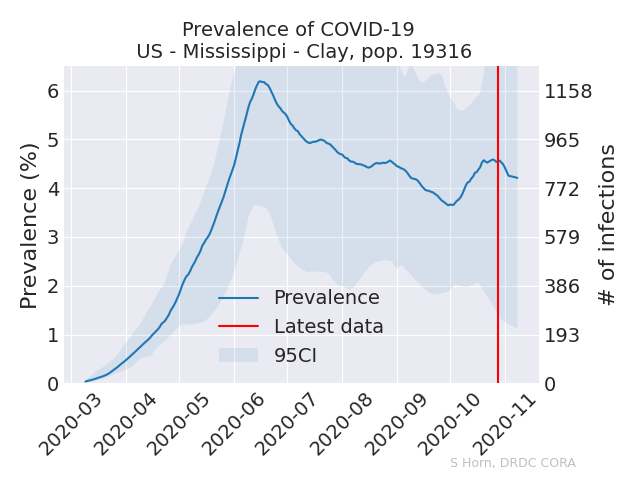 Prevalence of COVID-19
US - Mississippi - Clay, pop. 19316
Prevalence (%)
6
5
4
3
2
1
0
1158
965
772
579
386
193
0
# of infections
Prevalence
Latest data
95CI
2020-03
2020-04
2020-05
2020-06
2020-07
2020-08
2020-09
2020-10
2020-11
S Horn, DRDC CORA